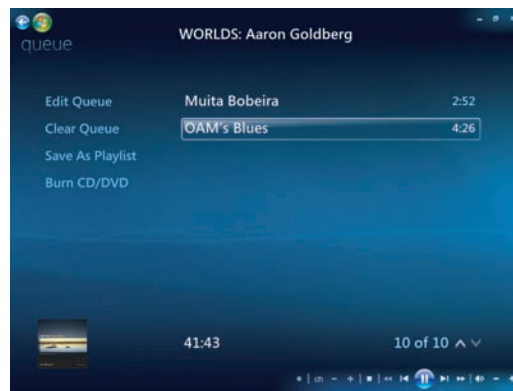 queue
WORLDS: Aaron Goldberg
Edit Queue
Muita Bobeira 2:52
Clear Queue
OAM's Blues 4:26
Save As Playlist
Burn CD/DVD
41:43 10 of 10